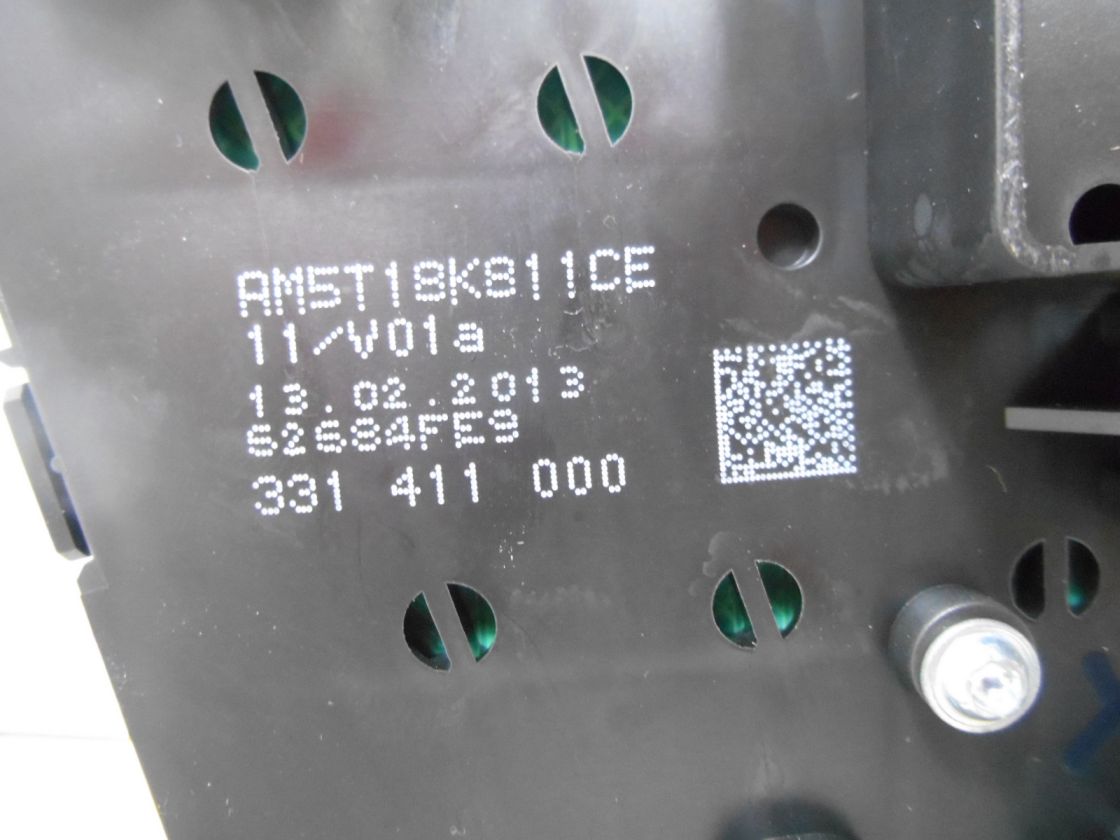 AM5T18K811CE
11/V01a
13.02.2013
62684FE9
331 411 000